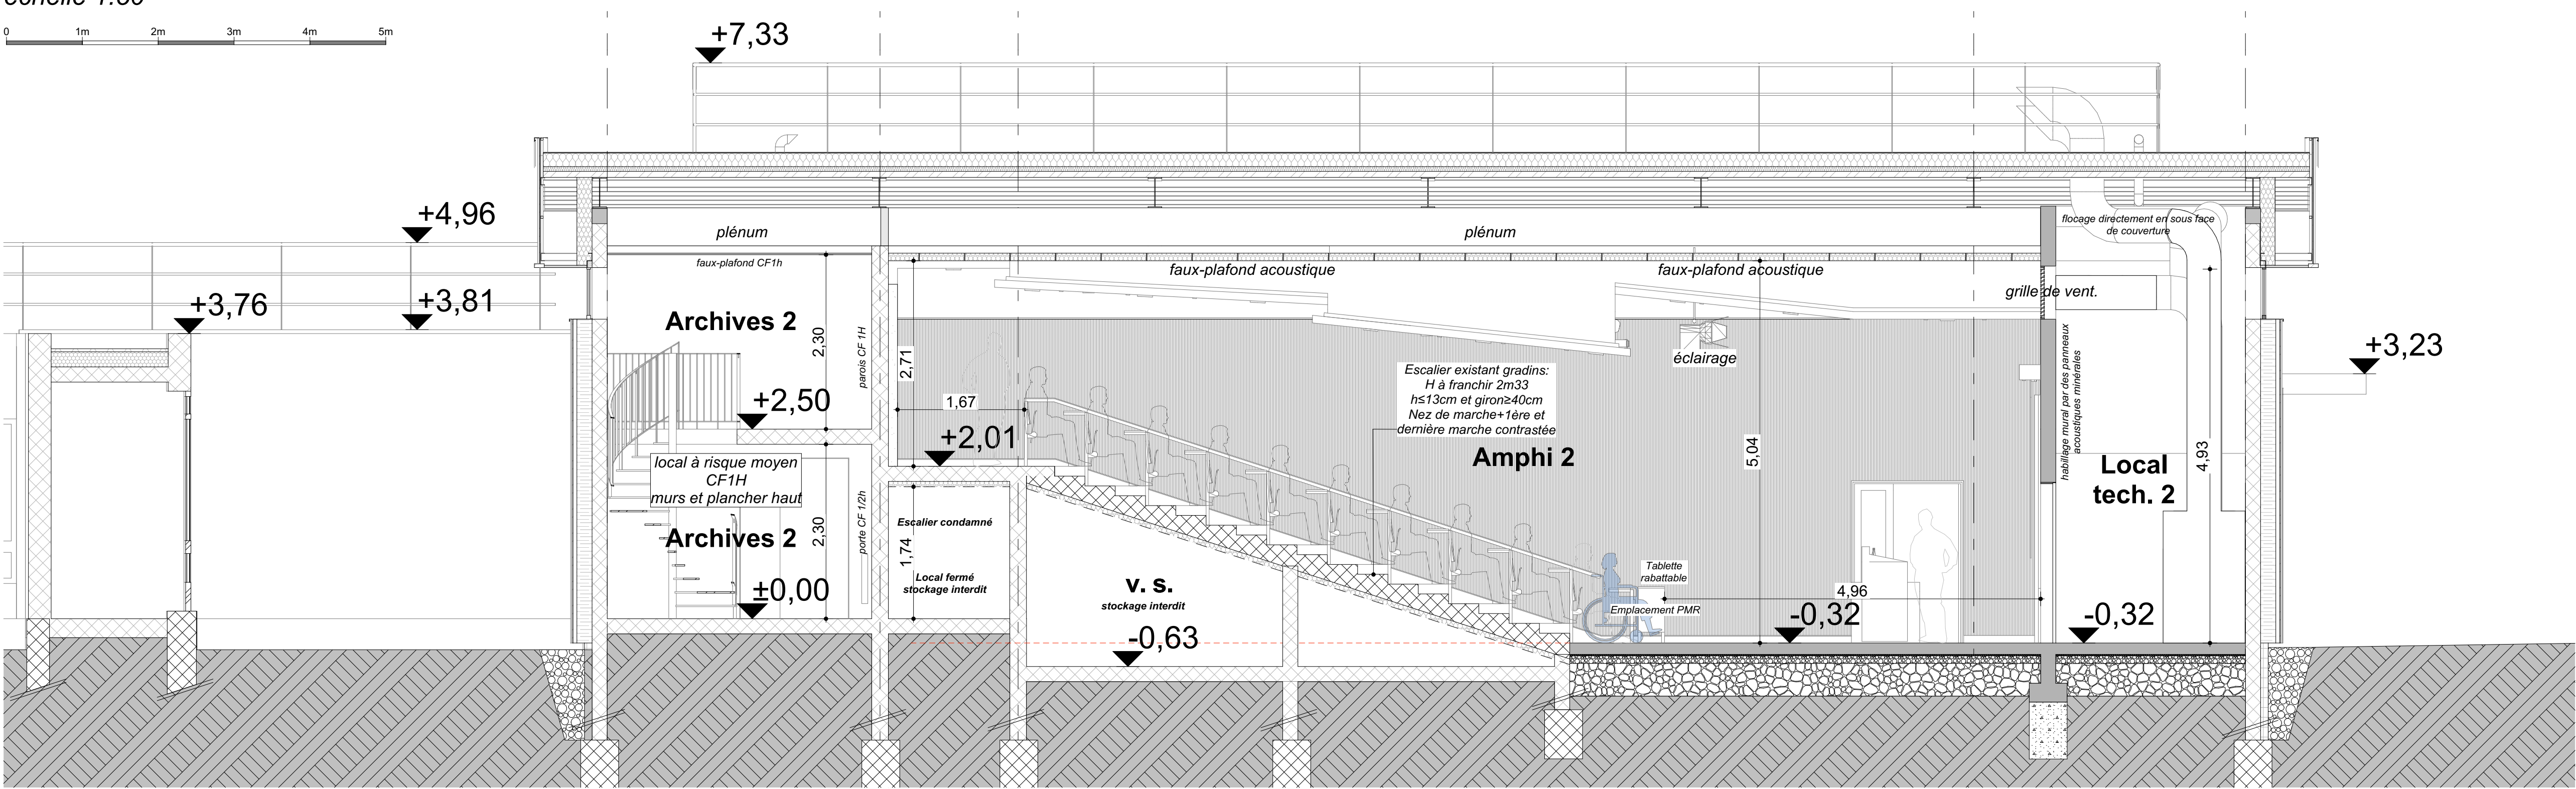 0 1m 2m 3m 4m 5m
+7,33
+4,96
+3,76
+3,81
+3,23
plénum
plénum
flocage directement en sous face
de couverture
faux-plafond CF1h
faux-plafond acoustique
faux-plafond acoustique
grille de vent.
Archives 2
2,30
parois CF 1H
2,71
éclairage
habillage mural par des panneaux
acoustiques minérales
Escalier existant gradins:
H à franchir 2m33
h≤13cm et giron≥40cm
Nez de marche+1ère et
dernière marche contrastée
+2,50
1,67
+2,01
Amphi 2
5,04
4,93
Local
tech. 2
local à risque moyen
CF1H
murs et plancher haut
Archives 2
2,30
porte CF 1/2h
Escalier condamné
1,74
Local fermé
stockage interdit
±0,00
v. s.
stockage interdit
-0,63
Tablette
rabattable
Emplacement PMR
4,96
-0,32
-0,32